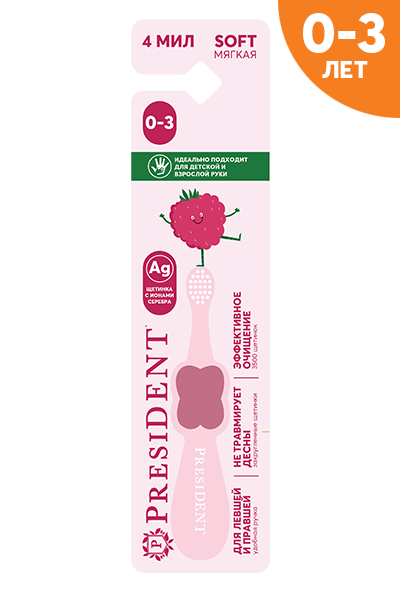 0-3
ЛЕТ
4 МИЛ
SOFT
МЯГКАЯ
0-3
ИДЕАЛЬНО ПОДХОДИТ
ДЛЯ ДЕТСКОЙ И
ВЗРОСЛОЙ РУКИ
Ag
ЩЕТИНКА
С ИОНАМИ
СЕРЕБРА
ЭФФЕКТИВНОЕ
ОЧИЩЕНИЕ
3500 щетинок
НЕ ТРАВМИРУЕТ
ДЕСНЫ
закругленные щетинки
ДЛЯ ЛЕВШЕЙ
И ПРАВШЕЙ
удобная ручка
PRESIDENT
P
PRESIDENT